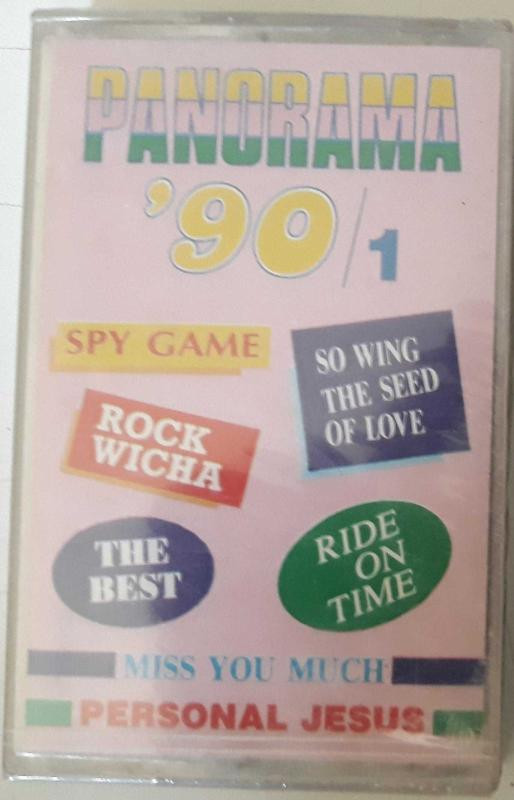 PANORAMA
'90/1
SPY GAME
SO WING
THE SEED
OF LOVE
ROCK
WICHA
THE
BEST
RIDE
ON
TIME
MISS YOU MUCH
PERSONAL JESUS